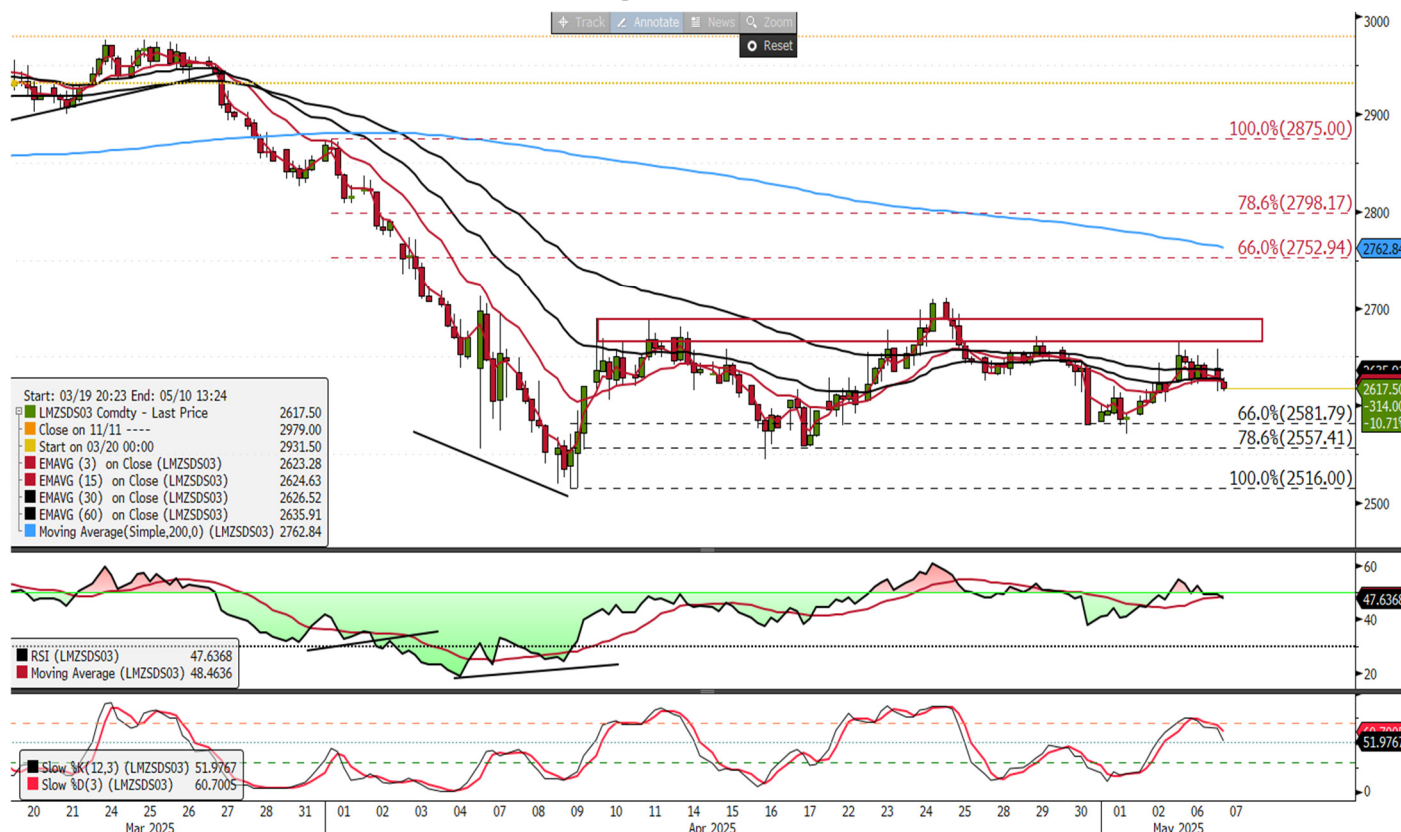 Track Annotate News Zoom
Reset
3000
2900
2800
2700
2500
100.0%(2875.00)
78.6%(2798.17)
66.0%(2752.94)
2762.84
2617.50
-314.00
-10.71%
66.0%(2581.79)
78.6%(2557.41)
100.0%(2516.00)
Start: 03/19 20:23 End: 05/10 13:24
LMZSDS03 Comdty - Last Price 2617.50
Close on 11/11 ---- 2979.00
Start on 03/20 00:00 2931.50
EMAVG (3) on Close (LMZSDS03) 2623.28
EMAVG (15) on Close (LMZSDS03) 2624.63
EMAVG (30) on Close (LMZSDS03) 2626.52
EMAVG (60) on Close (LMZSDS03) 2635.91
Moving Average(Simple,200,0) (LMZSDS03) 2762.84
60
47.6368
40
20
RSI (LMZSDS03) 47.6368
Moving Average (LMZSDS03) 48.4636
51.9767
0
Slow %K(12,3) (LMZSDS03) 51.9767
Slow %D(3) (LMZSDS03) 60.7005
20 21 24 25 26 27 28 31 01 02 03 04 07 08 09 10 11 14 15 16 17 22 23 24 25 28 29 30 01 02 06 07
Mar 2025 Apr 2025 May 2025